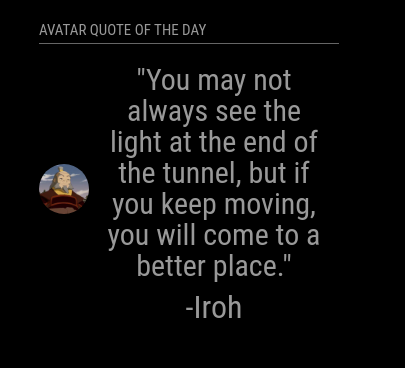 AVATAR QUOTE OF THE DAY
"You may not
always see the
light at the end of
the tunnel, but if
you keep moving,
you will come to a
better place."
-Iroh